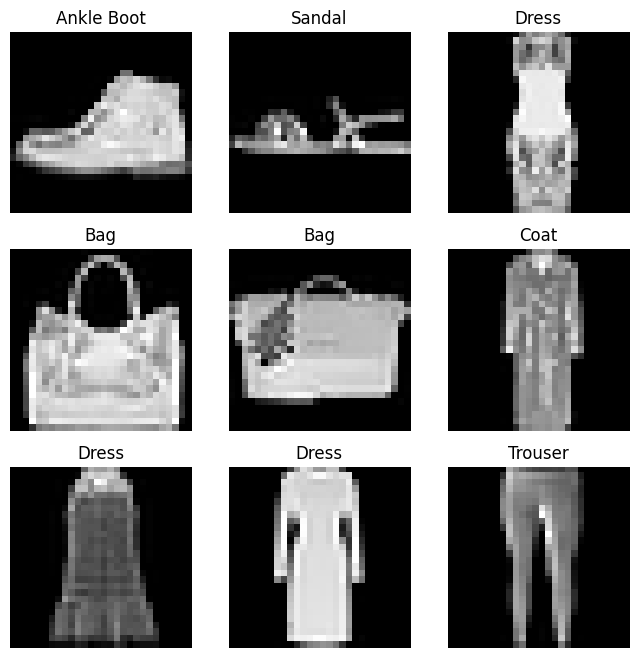 Ankle Boot
Sandal
Dress
Bag
Bag
Coat
Dress
Dress
Trouser